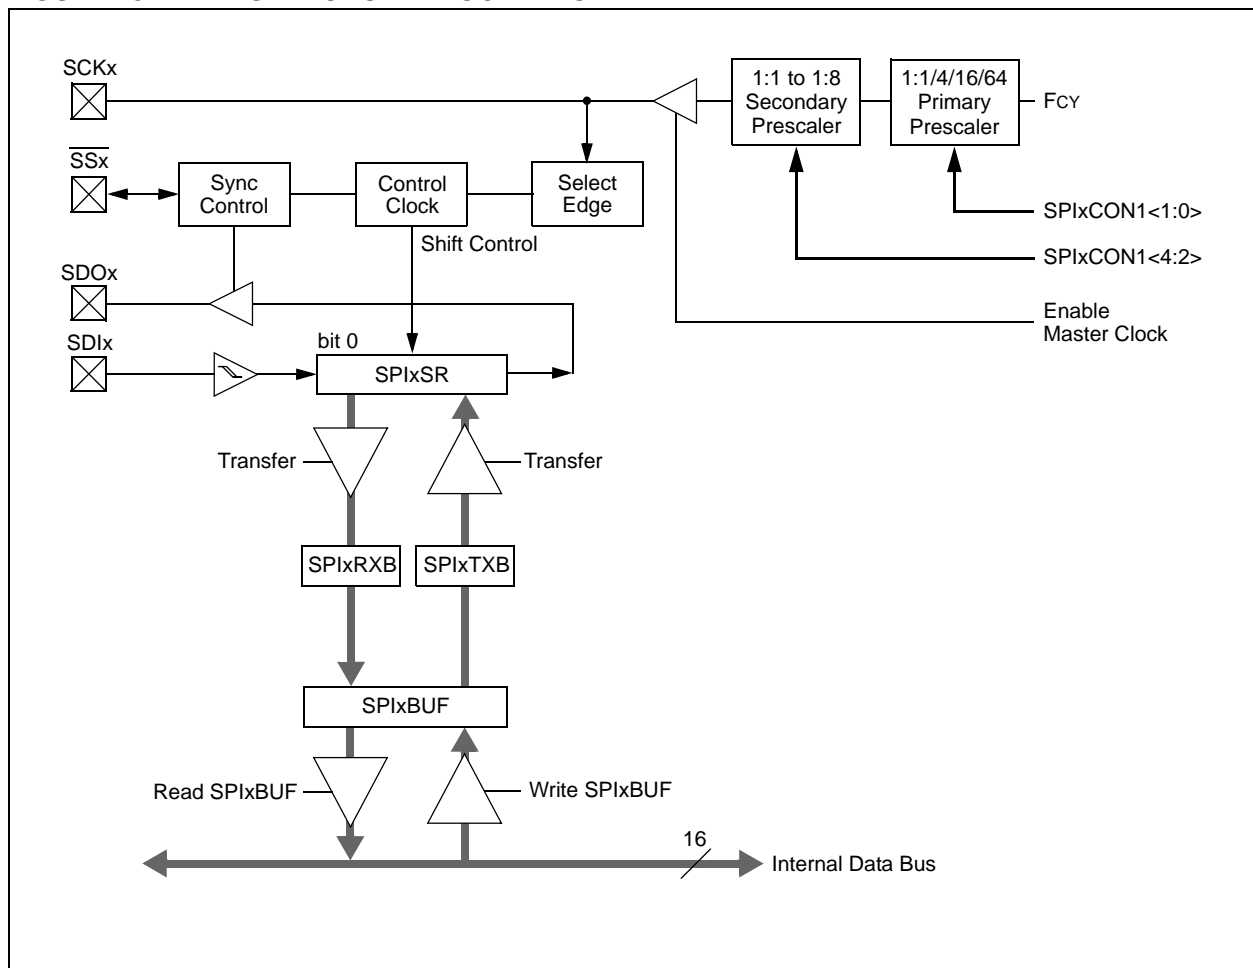 SCKx
1:1 to 1:8
Secondary
Prescaler
1:1/4/16/64
Primary
Prescaler
FCY
SSx
Sync
Control
Control
Clock
Select
Edge
SPIxCON1<1:0>
Shift Control
SPIxCON1<4:2>
SDOx
Enable
Master Clock
SDIx
bit 0
SPIxSR
Transfer
Transfer
SPIxRXB
SPIxTXB
SPIxBUF
Read SPIxBUF
Write SPIxBUF
16
Internal Data Bus